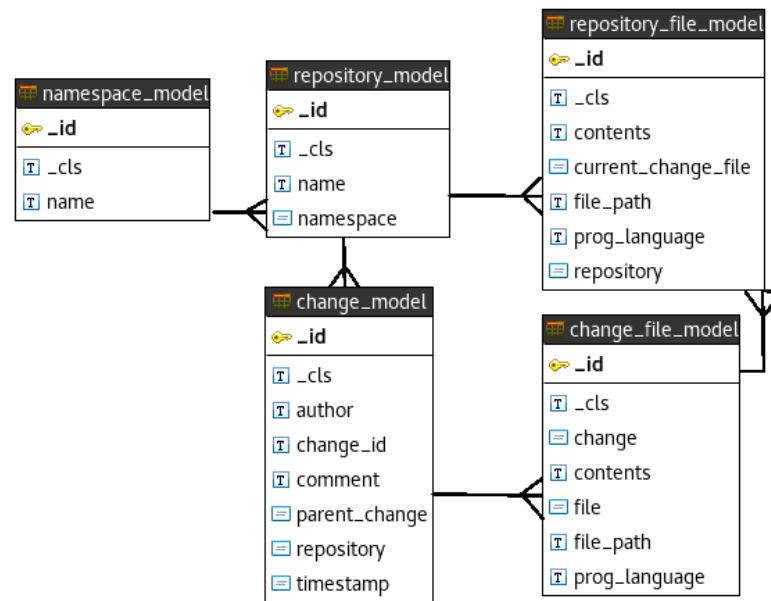 namespace_model
_id
_cls
name
repository_model
_id
_cls
name
namespace
repository_file_model
_id
_cls
contents
current_change_file
file_path
prog_language
repository
change_model
_id
_cls
author
change_id
comment
parent_change
repository
timestamp
change_file_model
_id
_cls
change
contents
file
file_path
prog_language